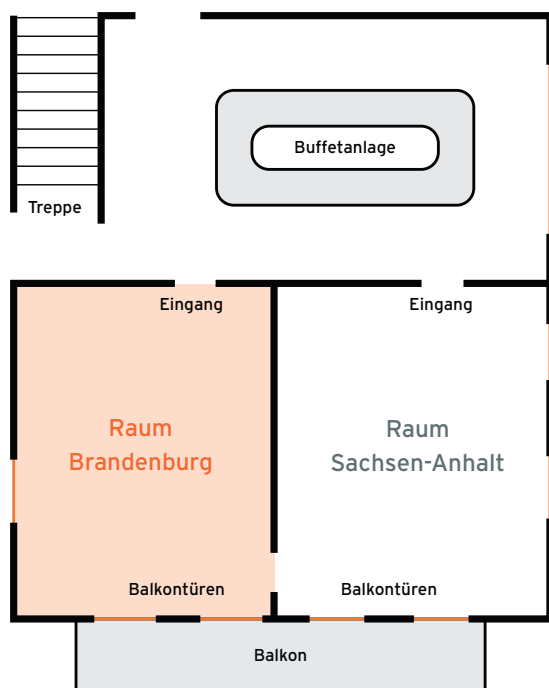 Buffetanlage
Treppe
Eingang
Eingang
Raum
Brandenburg
Raum
Sachsen-Anhalt
Balkontüren
Balkontüren
Balkon